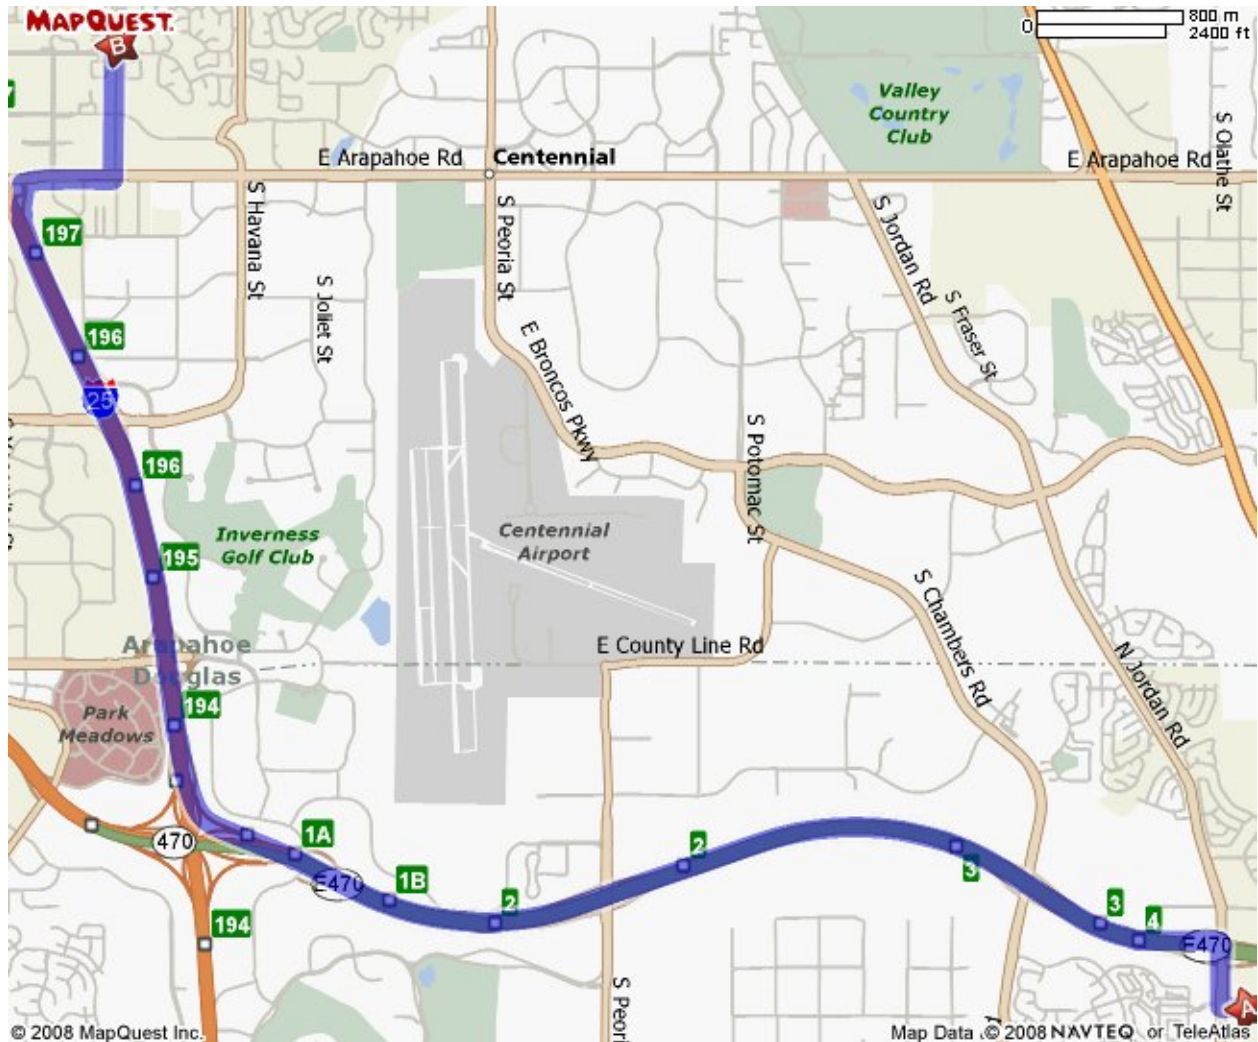 MAPQUEST.
B
0
800 m
2400 ft
Valley
Country
Club
E Arapahoe Rd
Centennial
E Arapahoe Rd
S Olathe St
S Havana St
S Peoria St
S Jordan Rd
197
S Joliet St
S Fraser St
196
E Broncos Pkwy
25
S Potomac St
196
Inverness
Golf Club
Centennial
Airport
195
S Chambers Rd
Arapahoe
Douglas
E County Line Rd
N Jordan Rd
194
Park
Meadows
470
1A
2
3
E470
1B
2
3
4
194
E470
S Peori
A
© 2008 MapQuest Inc.
Map Data © 2008 NAVTEQ or TeleAtlas